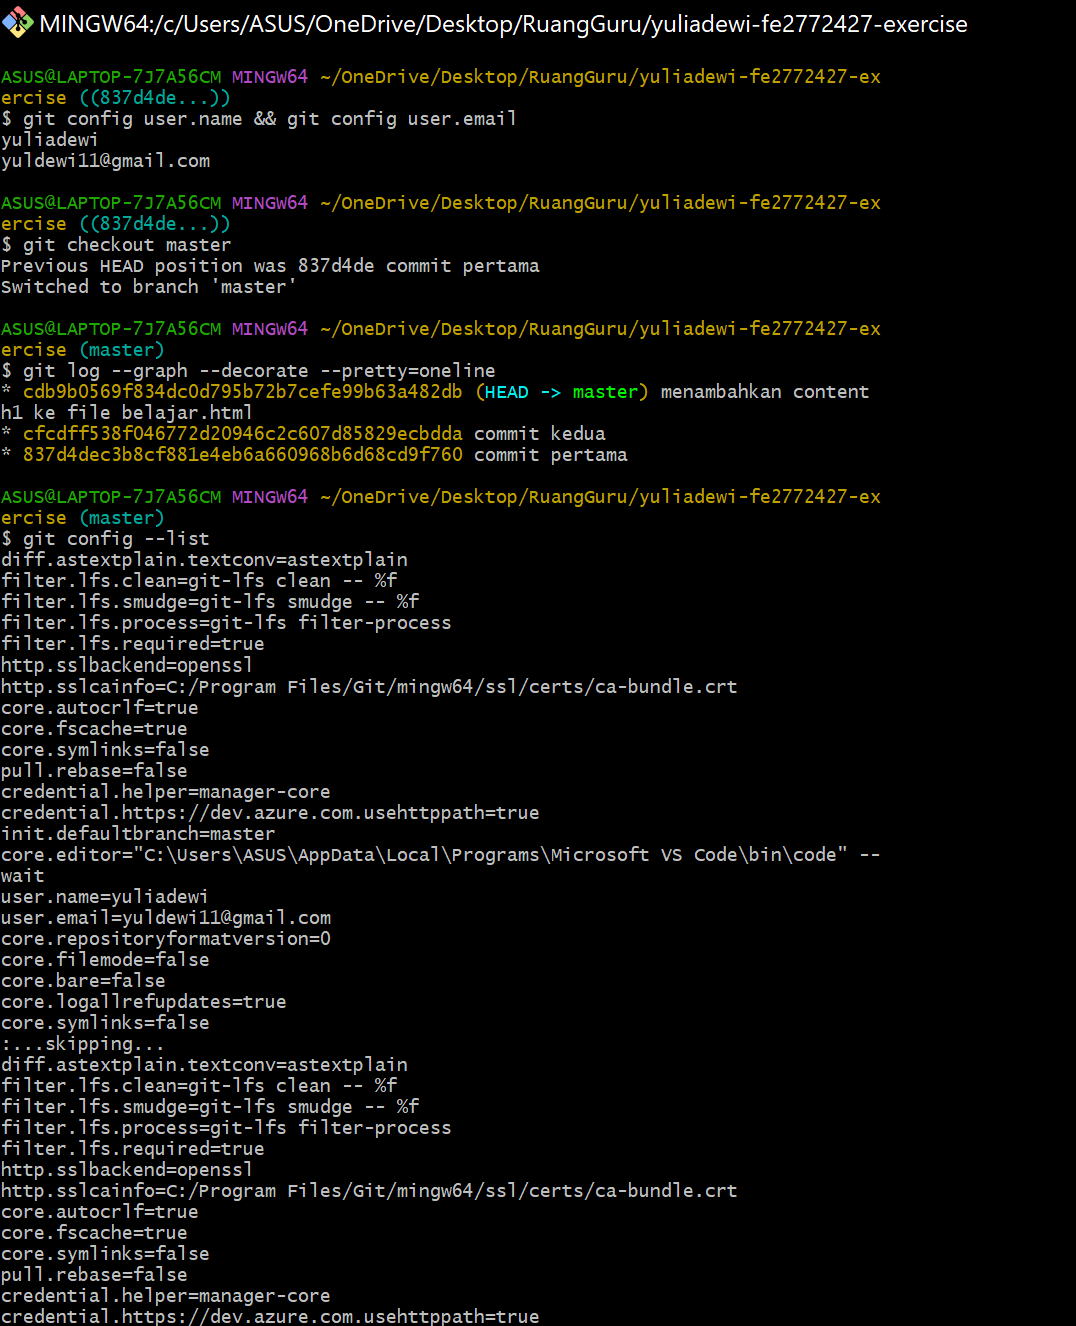 MINGW64:/c/Users/ASUS/OneDrive/Desktop/RuangGuru/yuliadewi-fe2772427-exercise
ASUS@LAPTOP-7J7A56CM MINGW64 ~/OneDrive/Desktop/RuangGuru/yuliadewi-fe2772427-ex
ercise ((837d4de...))
$ git config user.name && git config user.email
yuliadewi
yuldewi11@gmail.com
ASUS@LAPTOP-7J7A56CM MINGW64 ~/OneDrive/Desktop/RuangGuru/yuliadewi-fe2772427-ex
ercise ((837d4de...))
$ git checkout master
Previous HEAD position was 837d4de commit pertama
Switched to branch 'master'
ASUS@LAPTOP-7J7A56CM MINGW64 ~/OneDrive/Desktop/RuangGuru/yuliadewi-fe2772427-ex
ercise (master)
$ git log --graph --decorate --pretty=oneline
* cdb9b0569f834dc0d795b72b7cefe99b63a482db (HEAD -> master) menambahkan content
h1 ke file belajar.html
* cfcdff538f046772d20946c2c607d85829ecbdda commit kedua
* 837d4dec3b8cf881e4eb6a660968b6d68cd9f760 commit pertama
ASUS@LAPTOP-7J7A56CM MINGW64 ~/OneDrive/Desktop/RuangGuru/yuliadewi-fe2772427-ex
ercise (master)
$ git config --list
diff.astextplain.textconv=astextplain
filter.lfs.clean=git-lfs clean -- %f
filter.lfs.smudge=git-lfs smudge -- %f
filter.lfs.process=git-lfs filter-process
filter.lfs.required=true
http.sslbackend=openssl
http.sslcainfo=C:/Program Files/Git/mingw64/ssl/certs/ca-bundle.crt
core.autocrlf=true
core.fscache=true
core.symlinks=false
pull.rebase=false
credential.helper=manager-core
credential.https://dev.azure.com.usehttppath=true
init.defaultbranch=master
core.editor="C:\Users\ASUS\AppData\Local\Programs\Microsoft VS Code\bin\code" --
wait
user.name=yuliadewi
user.email=yuldewi11@gmail.com
core.repositoryformatversion=0
core.filemode=false
core.bare=false
core.logallrefupdates=true
core.symlinks=false
:...skipping...
diff.astextplain.textconv=astextplain
filter.lfs.clean=git-lfs clean -- %f
filter.lfs.smudge=git-lfs smudge -- %f
filter.lfs.process=git-lfs filter-process
filter.lfs.required=true
http.sslbackend=openssl
http.sslcainfo=C:/Program Files/Git/mingw64/ssl/certs/ca-bundle.crt
core.autocrlf=true
core.fscache=true
core.symlinks=false
pull.rebase=false
credential.helper=manager-core
credential.https://dev.azure.com.usehttppath=true